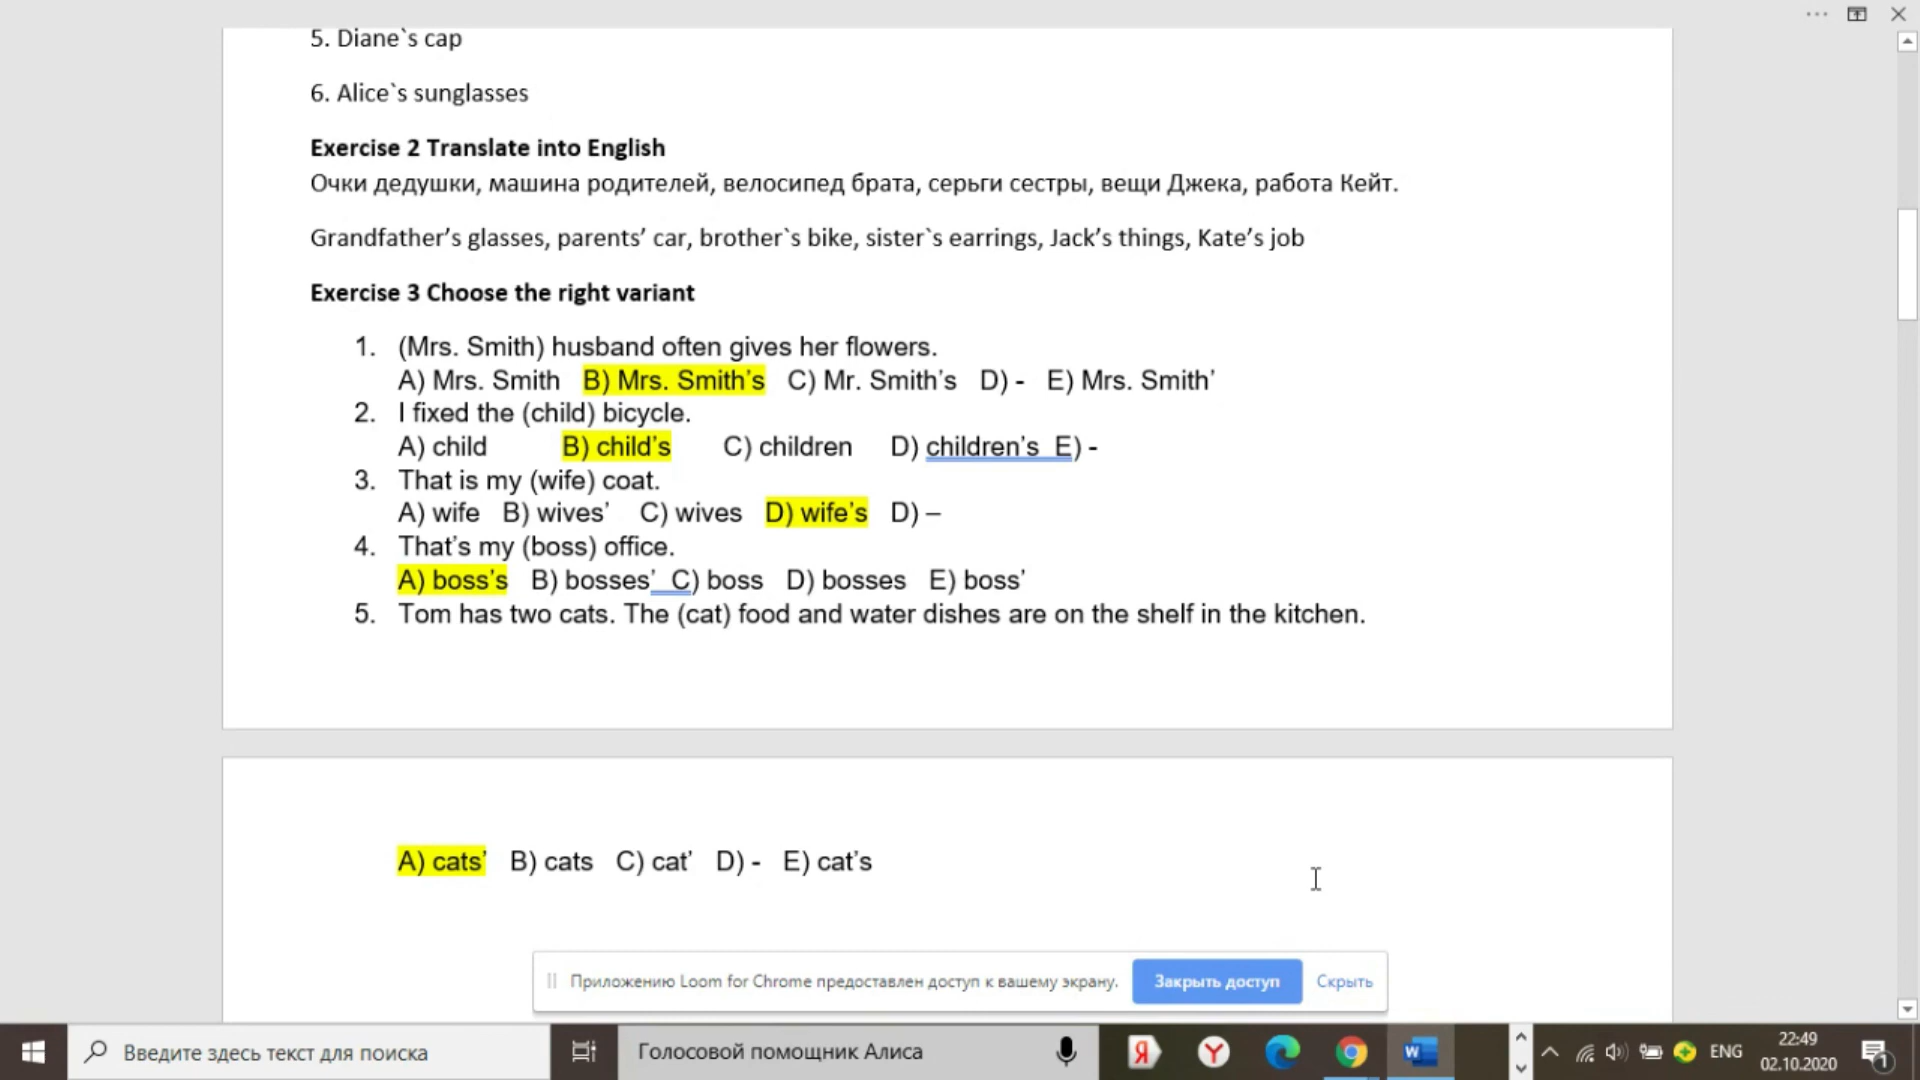 5. Diane`s cap
6. Alice`s sunglasses
Exercise 2 Translate into English
Очки дедушки, машина родителей, велосипед брата, серьги сестры, вещи Джека, работа Кейт.
Grandfather’s glasses, parents’ car, brother`s bike, sister`s earrings, Jack’s things, Kate’s job
Exercise 3 Choose the right variant
1. (Mrs. Smith) husband often gives her flowers.
A) Mrs. Smith B) Mrs. Smith’s C) Mr. Smith’s D) - E) Mrs. Smith’
2. I fixed the (child) bicycle.
A) child B) child’s C) children D) children’s E) -
3. That is my (wife) coat.
A) wife B) wives’ C) wives D) wife’s D) –
4. That’s my (boss) office.
A) boss’s B) bosses’ C) boss D) bosses E) boss’
5. Tom has two cats. The (cat) food and water dishes are on the shelf in the kitchen.
A) cats’ B) cats C) cat’ D) - E) cat’s
Приложению Loom for Chrome предоставлен доступ к вашему экрану. Закрыть доступ Скрыть
Введите здесь текст для поиска Голосовой помощник Алиса Я Y W ENG 22:49 1
02.10.2020